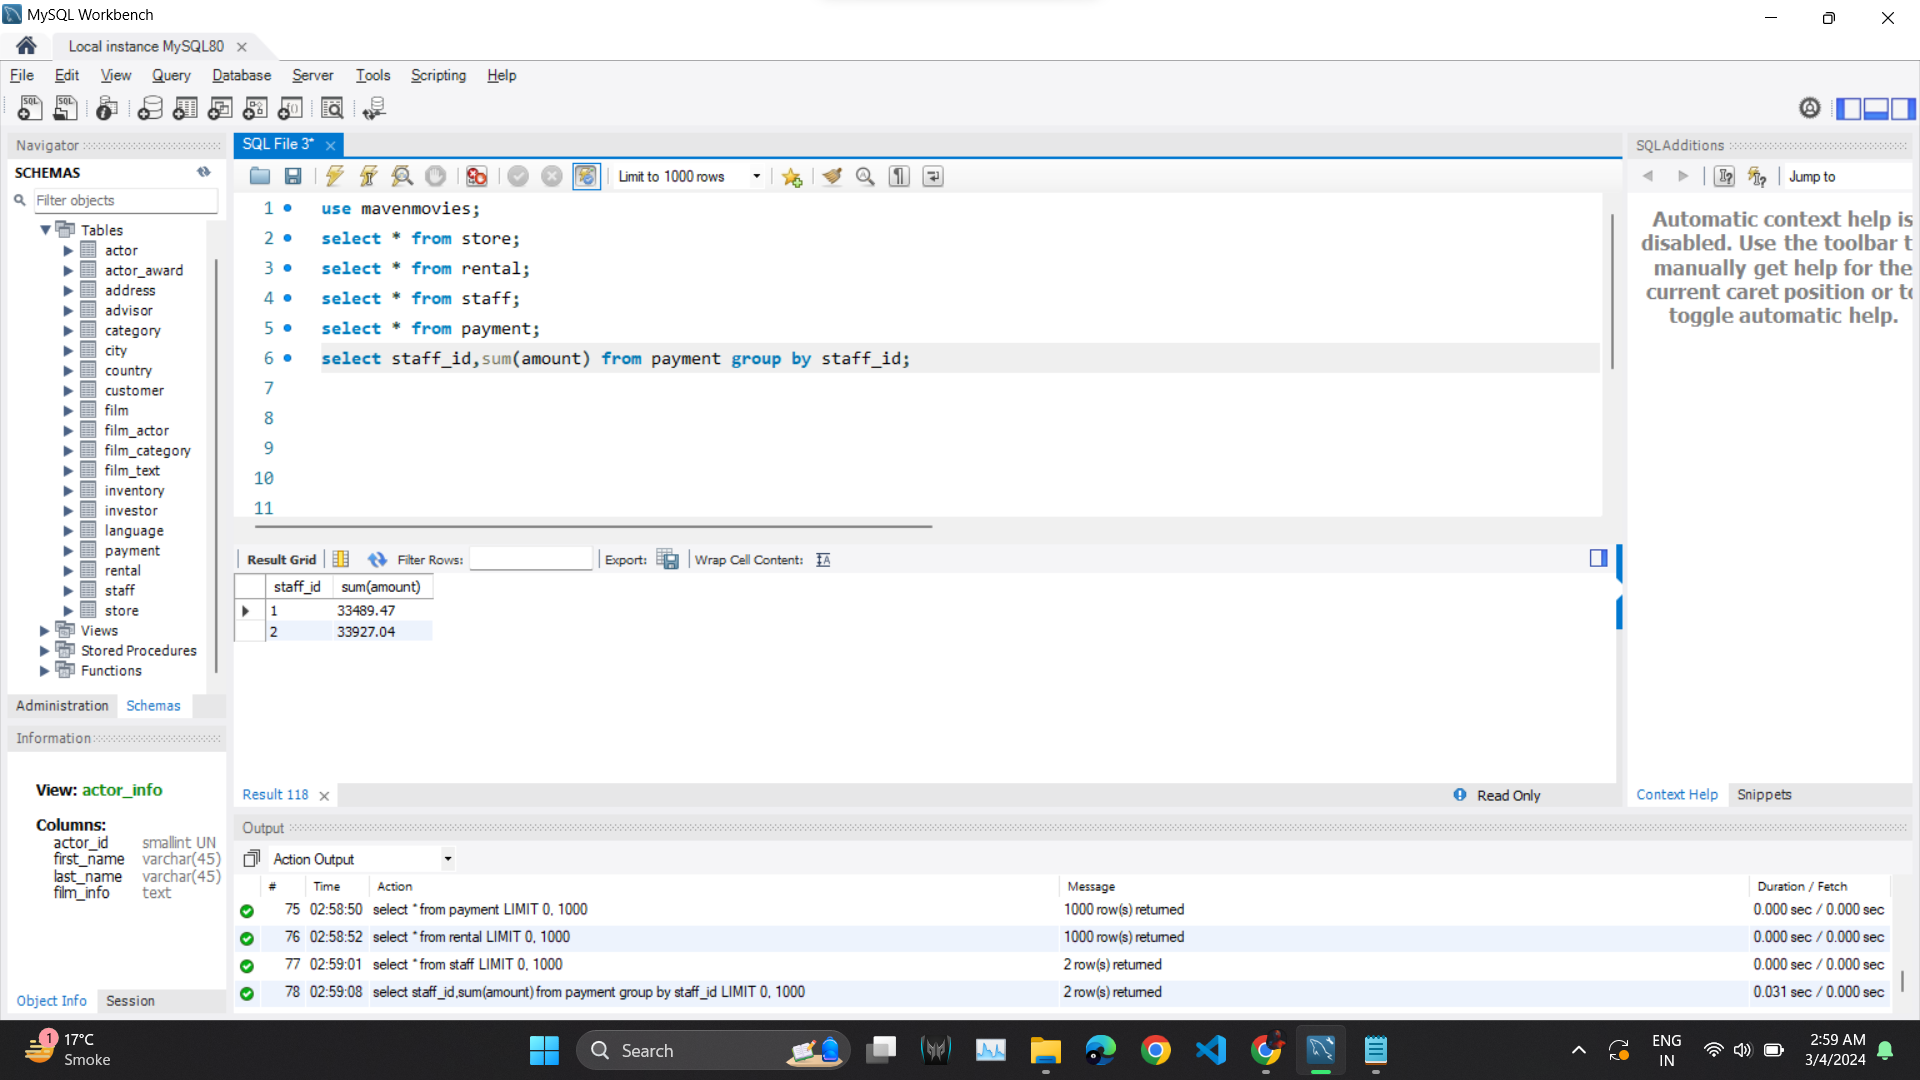 MySQL Workbench
Local instance MySQL80
File Edit View Query Database Server Tools Scripting Help
Navigator
SCHEMAS
Filter objects
Tables
actor
actor_award
address
advisor
category
city
country
customer
film
film_actor
film_category
film_text
inventory
investor
language
payment
rental
staff
store
Views
Stored Procedures
Functions
Administration Schemas
Information
View: actor_info
Columns:
actor_id smallint UN
first_name varchar(45)
last_name varchar(45)
film_info text
Object Info Session
SQL File 3*
Limit to 1000 rows
1 use mavenmovies;
2 select * from store;
3 select * from rental;
4 select * from staff;
5 select * from payment;
6 select staff_id,sum(amount) from payment group by staff_id;
7
8
9
10
11
Result Grid Filter Rows: Export: Wrap Cell Content:
staff_id sum(amount)
1 33489.47
2 33927.04
Result 118
Read Only
SQLAdditions
Jump to
Automatic context help is
disabled. Use the toolbar t
manually get help for the
current caret position or to
toggle automatic help.
Context Help Snippets
Output
Action Output
# Time Action Message Duration / Fetch
75 02:58:50 select * from payment LIMIT 0, 1000 1000 row(s) returned 0.000 sec / 0.000 sec
76 02:58:52 select * from rental LIMIT 0, 1000 1000 row(s) returned 0.000 sec / 0.000 sec
77 02:59:01 select * from staff LIMIT 0, 1000 2 row(s) returned 0.000 sec / 0.000 sec
78 02:59:08 select staff_id,sum(amount) from payment group by staff_id LIMIT 0, 1000 2 row(s) returned 0.031 sec / 0.000 sec
1
17°C
Smoke
Search
ENG
IN
2:59 AM
3/4/2024